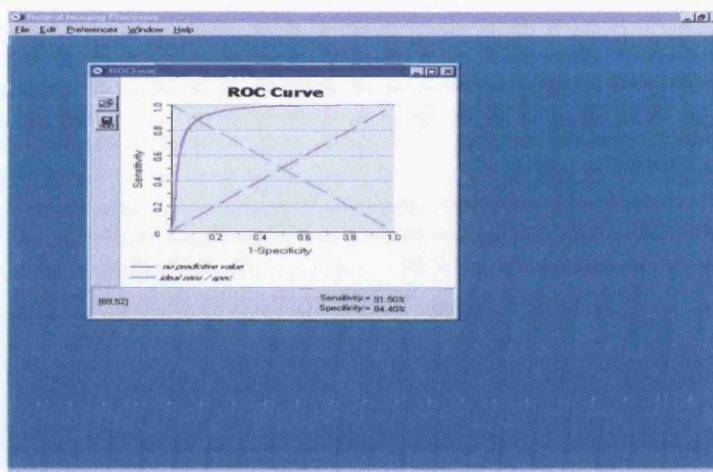 Retinal Imaging Processor
File Edit Preferences Window Help
ROC Curve
1.0
0.8
0.6
0.4
0.2
0
Sensitivity
0.2 0.4 0.6 0.8 1.0
1-Specificity
no predictive value
ideal sens / spec
[89,52]
Sensitivity = 91.50%
Specificity = 84.40%